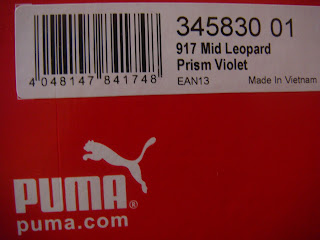 345830 01
917 Mid Leopard
Prism Violet
4 048147 841748
EAN13 Made In Vietnam
PUMA®
puma.com